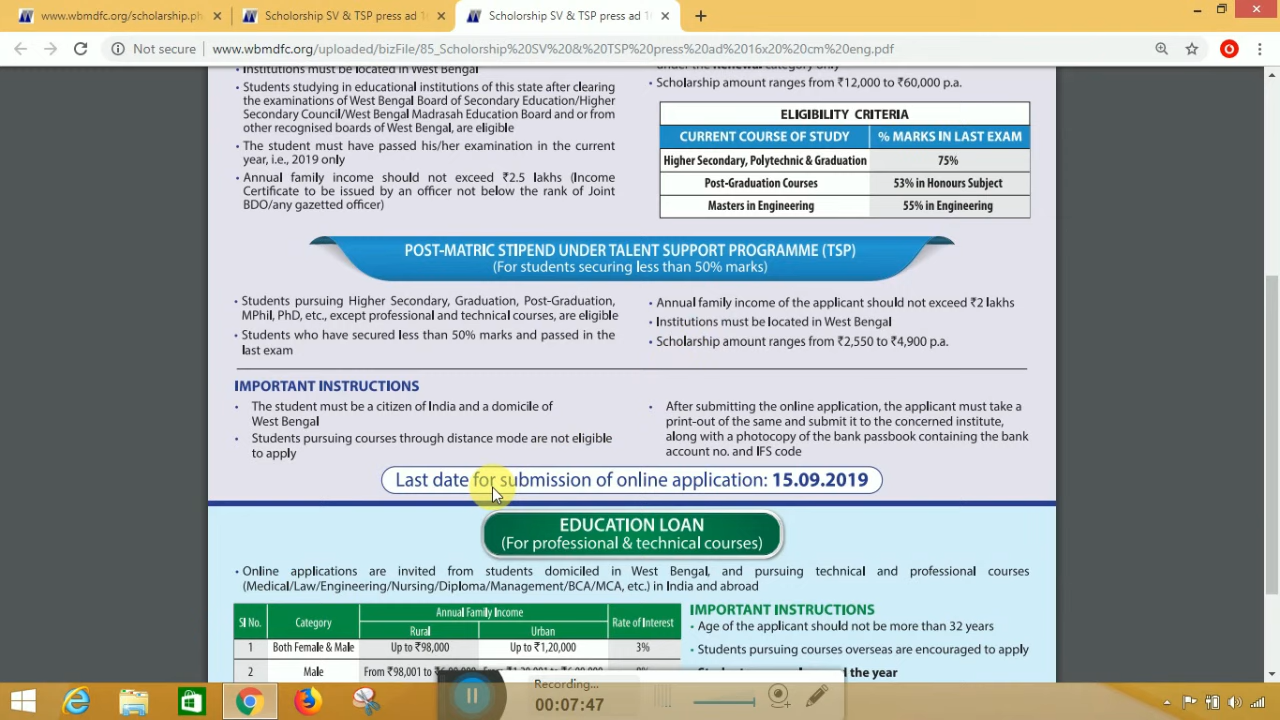 www.wbmdfc.org/scholarship.ph
Scholorship SV & TSP press ad 1
Scholorship SV & TSP press ad 1
Not secure
www.wbmdfc.org/uploaded/bizFile/85_Scholorship%20SV%20&%20TSP%20press%20ad%2016x20%20cm%20eng.pdf
• Institutions must be located in West Bengal
• Students studying in educational institutions of this state after clearing
the examinations of West Bengal Board of Secondary Education/Higher
Secondary Council/West Bengal Madrasah Education Board and or from
other recognised boards of West Bengal, are eligible
• The student must have passed his/her examination in the current
year, i.e., 2019 only
• Annual family income should not exceed ₹2.5 lakhs (Income
Certificate to be issued by an officer not below the rank of Joint
BDO/any gazetted officer)
under the Renewal category only
• Scholarship amount ranges from ₹12,000 to ₹60,000 p.a.
ELIGIBILITY CRITERIA
CURRENT COURSE OF STUDY % MARKS IN LAST EXAM
Higher Secondary, Polytechnic & Graduation 75%
Post-Graduation Courses 53% in Honours Subject
Masters in Engineering 55% in Engineering
POST-MATRIC STIPEND UNDER TALENT SUPPORT PROGRAMME (TSP)
(For students securing less than 50% marks)
• Students pursuing Higher Secondary, Graduation, Post-Graduation,
MPhil, PhD, etc., except professional and technical courses, are eligible
• Students who have secured less than 50% marks and passed in the
last exam
• Annual family income of the applicant should not exceed ₹2 lakhs
• Institutions must be located in West Bengal
• Scholarship amount ranges from ₹2,550 to ₹4,900 p.a.
IMPORTANT INSTRUCTIONS
• The student must be a citizen of India and a domicile of
West Bengal
• Students pursuing courses through distance mode are not eligible
to apply
• After submitting the online application, the applicant must take a
print-out of the same and submit it to the concerned institute,
along with a photocopy of the bank passbook containing the bank
account no. and IFS code
Last date for submission of online application: 15.09.2019
EDUCATION LOAN
(For professional & technical courses)
• Online applications are invited from students domiciled in West Bengal, and pursuing technical and professional courses
(Medical/Law/Engineering/Nursing/Diploma/Management/BCA/MCA, etc.) in India and abroad
Sl No. Category Annual Family Income Rate of Interest
Rural Urban
1 Both Female & Male Up to ₹98,000 Up to ₹1,20,000 3%
2 Male From ₹98,001 to
IMPORTANT INSTRUCTIONS
• Age of the applicant should not be more than 32 years
• Students pursuing courses overseas are encouraged to apply
the year
Recording...
00:07:47